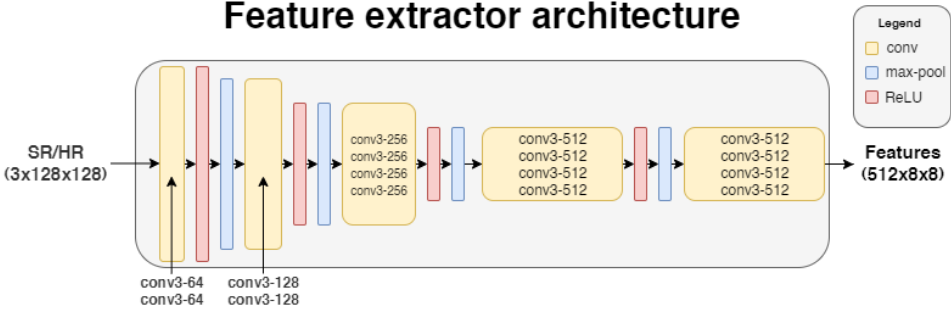 Feature extractor architecture
Legend
conv
max-pool
ReLU
SR/HR
(3x128x128)
conv3-64
conv3-64
conv3-128
conv3-128
conv3-256
conv3-256
conv3-256
conv3-256
conv3-512
conv3-512
conv3-512
conv3-512
conv3-512
conv3-512
conv3-512
conv3-512
Features
(512x8x8)